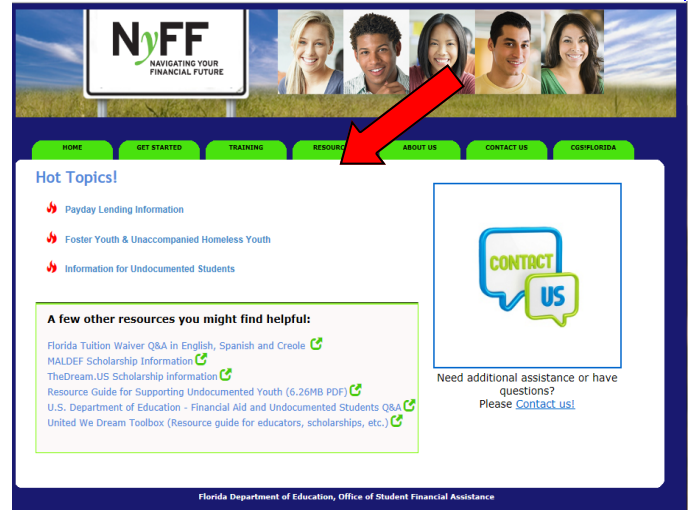 NyFF
NAVIGATING YOUR
FINANCIAL FUTURE
HOME GET STARTED TRAINING ABOUT US CONTACT US CGS!FLORIDA
Hot Topics!
Payday Lending Information
Foster Youth & Unaccompanied Homeless Youth
Information for Undocumented Students
A few other resources you might find helpful:
Florida Tuition Waiver Q&A in English, Spanish and Creole
MALDEF Scholarship Information
TheDream.US Scholarship information
Resource Guide for Supporting Undocumented Youth (6.26MB PDF)
U.S. Department of Education - Financial Aid and Undocumented Students Q&A
United We Dream Toolbox (Resource guide for educators, scholarships, etc.)
CONTACT
US
Need additional assistance or have
questions?
Please Contact us!
Florida Department of Education, Office of Student Financial Assistance